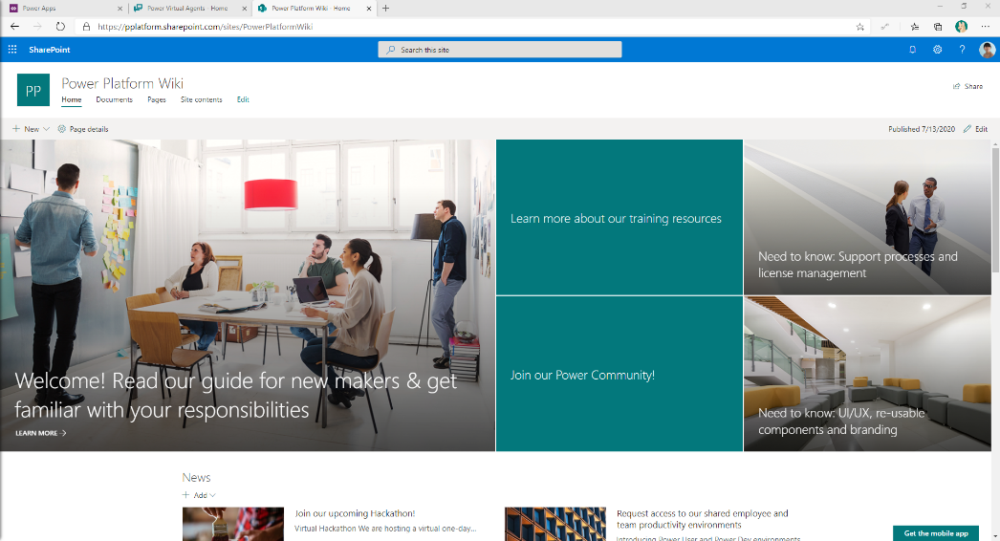 Power Apps
Power Virtual Agents - Home
Power Platform Wiki - Home
https://pplatform.sharepoint.com/sites/PowerPlatformWiki
SharePoint
Search this site
PP
Power Platform Wiki
Home
Documents
Pages
Site contents
Edit
Share
New
Page details
Published 7/13/2020
Edit
Welcome! Read our guide for new makers & get
familiar with your responsibilities
LEARN MORE
Learn more about our training resources
Join our Power Community!
Need to know: Support processes and
license management
Need to know: UI/UX, re-usable
components and branding
News
Add
Join our upcoming Hackathon!
Virtual Hackathon We are hosting a virtual one-day...
Request access to our shared employee and
team productivity environments
Introducing Power User and Power Dev environments
Get the mobile app